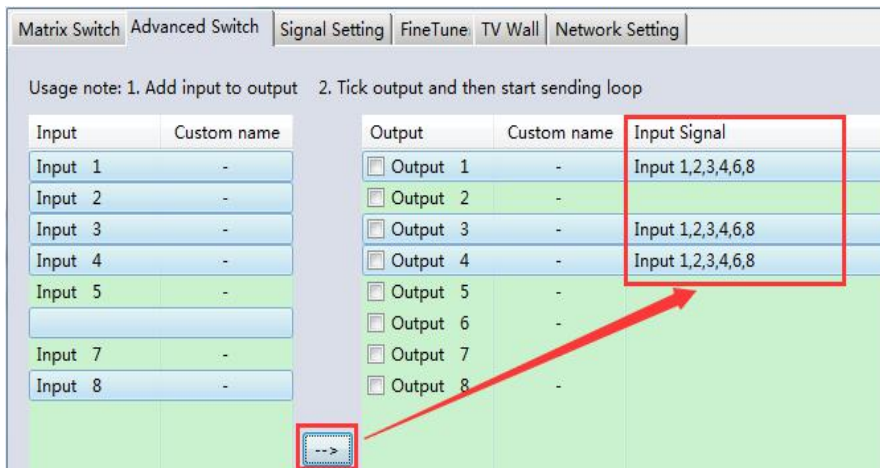 Matrix Switch Advanced Switch Signal Setting FineTune TV Wall Network Setting
Usage note: 1. Add input to output 2. Tick output and then start sending loop
Input Custom name Output Custom name Input Signal
Input 1 - Output 1 - Input 1,2,3,4,6,8
Input 2 - Output 2 -
Input 3 - Output 3 - Input 1,2,3,4,6,8
Input 4 - Output 4 - Input 1,2,3,4,6,8
Input 5 - Output 5 -
Output 6 -
Input 7 - Output 7 -
Input 8 - Output 8 -
-->